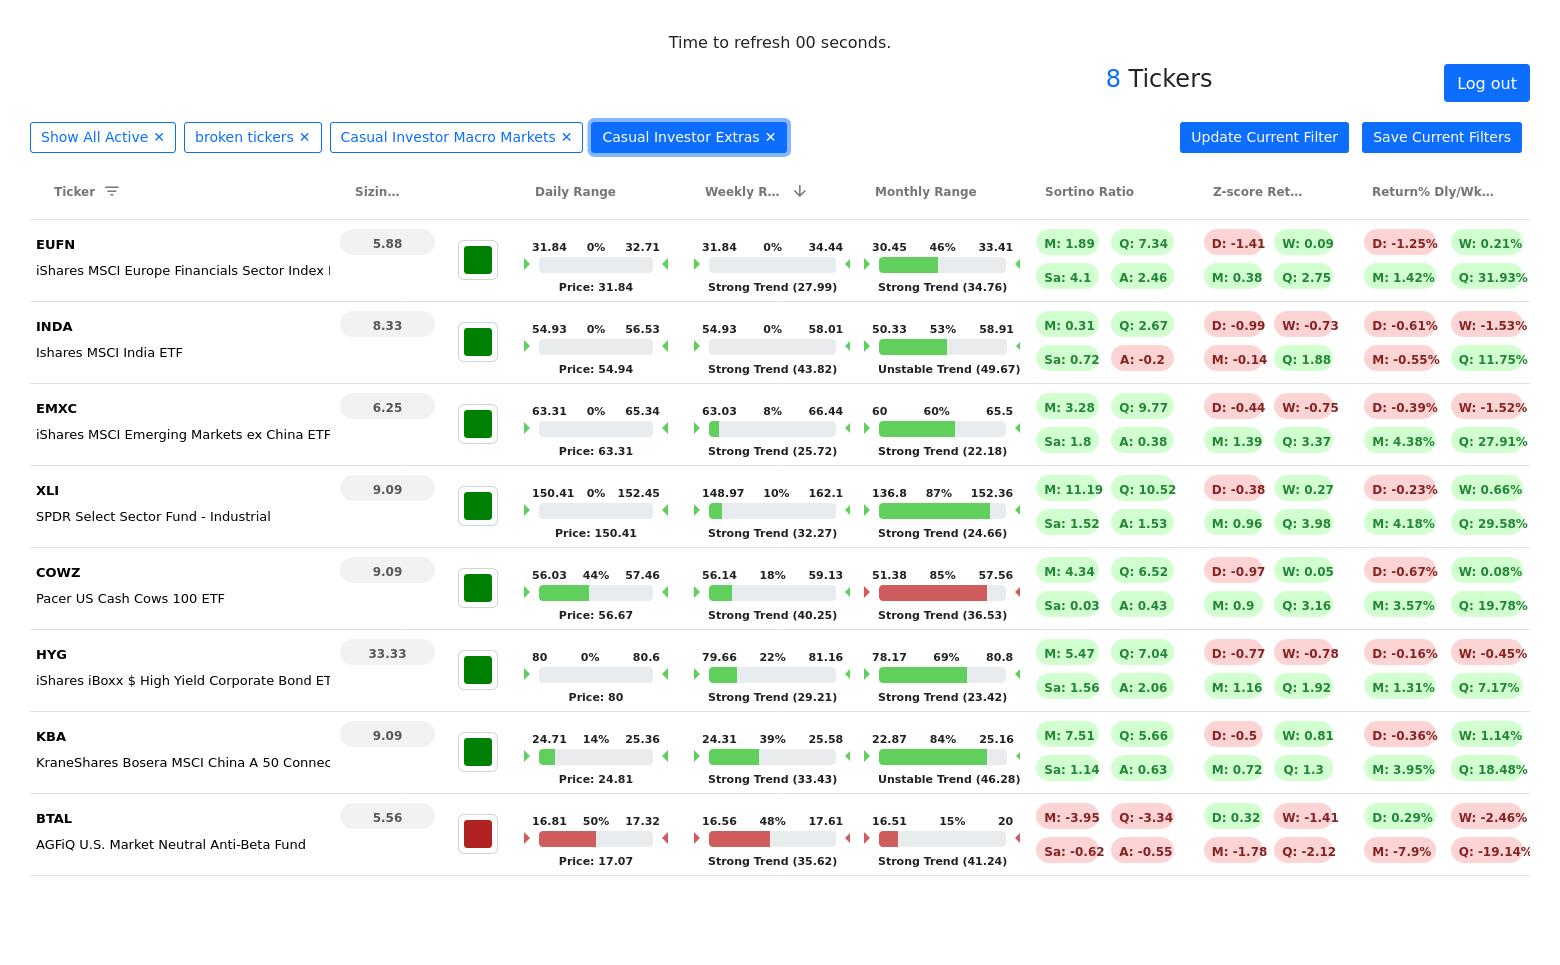 Time to refresh 00 seconds.
8 Tickers
Log out
Show All Active ✕ broken tickers ✕ Casual Investor Macro Markets ✕ Casual Investor Extras ✕ Update Current Filter Save Current Filters
Ticker Sizin... Daily Range Weekly R... Monthly Range Sortino Ratio Z-score Ret... Return% Dly/Wk...
EUFN 5.88 31.84 0% 32.71 31.84 0% 34.44 30.45 46% 33.41 M: 1.89 Q: 7.34 D: -1.41 W: 0.09 D: -1.25% W: 0.21%
iShares MSCI Europe Financials Sector Index Sa: 4.1 A: 2.46 M: 0.38 Q: 2.75 M: 1.42% Q: 31.93%
Price: 31.84 Strong Trend (27.99) Strong Trend (34.76)
INDA 8.33 54.93 0% 56.53 54.93 0% 58.01 50.33 53% 58.91 M: 0.31 Q: 2.67 D: -0.99 W: -0.73 D: -0.61% W: -1.53%
Ishares MSCI India ETF Sa: 0.72 A: -0.2 M: -0.14 Q: 1.88 M: -0.55% Q: 11.75%
Price: 54.94 Strong Trend (43.82) Unstable Trend (49.67)
EMXC 6.25 63.31 0% 65.34 63.03 8% 66.44 60 60% 65.5 M: 3.28 Q: 9.77 D: -0.44 W: -0.75 D: -0.39% W: -1.52%
iShares MSCI Emerging Markets ex China ETF Sa: 1.8 A: 0.38 M: 1.39 Q: 3.37 M: 4.38% Q: 27.91%
Price: 63.31 Strong Trend (25.72) Strong Trend (22.18)
XLI 9.09 150.41 0% 152.45 148.97 10% 162.1 136.8 87% 152.36 M: 11.19 Q: 10.52 D: -0.38 W: 0.27 D: -0.23% W: 0.66%
SPDR Select Sector Fund - Industrial Sa: 1.52 A: 1.53 M: 0.96 Q: 3.98 M: 4.18% Q: 29.58%
Price: 150.41 Strong Trend (32.27) Strong Trend (24.66)
COWZ 9.09 56.03 44% 57.46 56.14 18% 59.13 51.38 85% 57.56 M: 4.34 Q: 6.52 D: -0.97 W: 0.05 D: -0.67% W: 0.08%
Pacer US Cash Cows 100 ETF Sa: 0.03 A: 0.43 M: 0.9 Q: 3.16 M: 3.57% Q: 19.78%
Price: 56.67 Strong Trend (40.25) Strong Trend (36.53)
HYG 33.33 80 0% 80.6 79.66 22% 81.16 78.17 69% 80.8 M: 5.47 Q: 7.04 D: -0.77 W: -0.78 D: -0.16% W: -0.45%
iShares iBoxx $ High Yield Corporate Bond ET Sa: 1.56 A: 2.06 M: 1.16 Q: 1.92 M: 1.31% Q: 7.17%
Price: 80 Strong Trend (29.21) Strong Trend (23.42)
KBA 9.09 24.71 14% 25.36 24.31 39% 25.58 22.87 84% 25.16 M: 7.51 Q: 5.66 D: -0.5 W: 0.81 D: -0.36% W: 1.14%
KraneShares Bosera MSCI China A 50 Connec Sa: 1.14 A: 0.63 M: 0.72 Q: 1.3 M: 3.95% Q: 18.48%
Price: 24.81 Strong Trend (33.43) Unstable Trend (46.28)
BTAL 5.56 16.81 50% 17.32 16.56 48% 17.61 16.51 15% 20 M: -3.95 Q: -3.34 D: 0.32 W: -1.41 D: 0.29% W: -2.46%
AGFiQ U.S. Market Neutral Anti-Beta Fund Sa: -0.62 A: -0.55 M: -1.78 Q: -2.12 M: -7.9% Q: -19.14%
Price: 17.07 Strong Trend (35.62) Strong Trend (41.24)